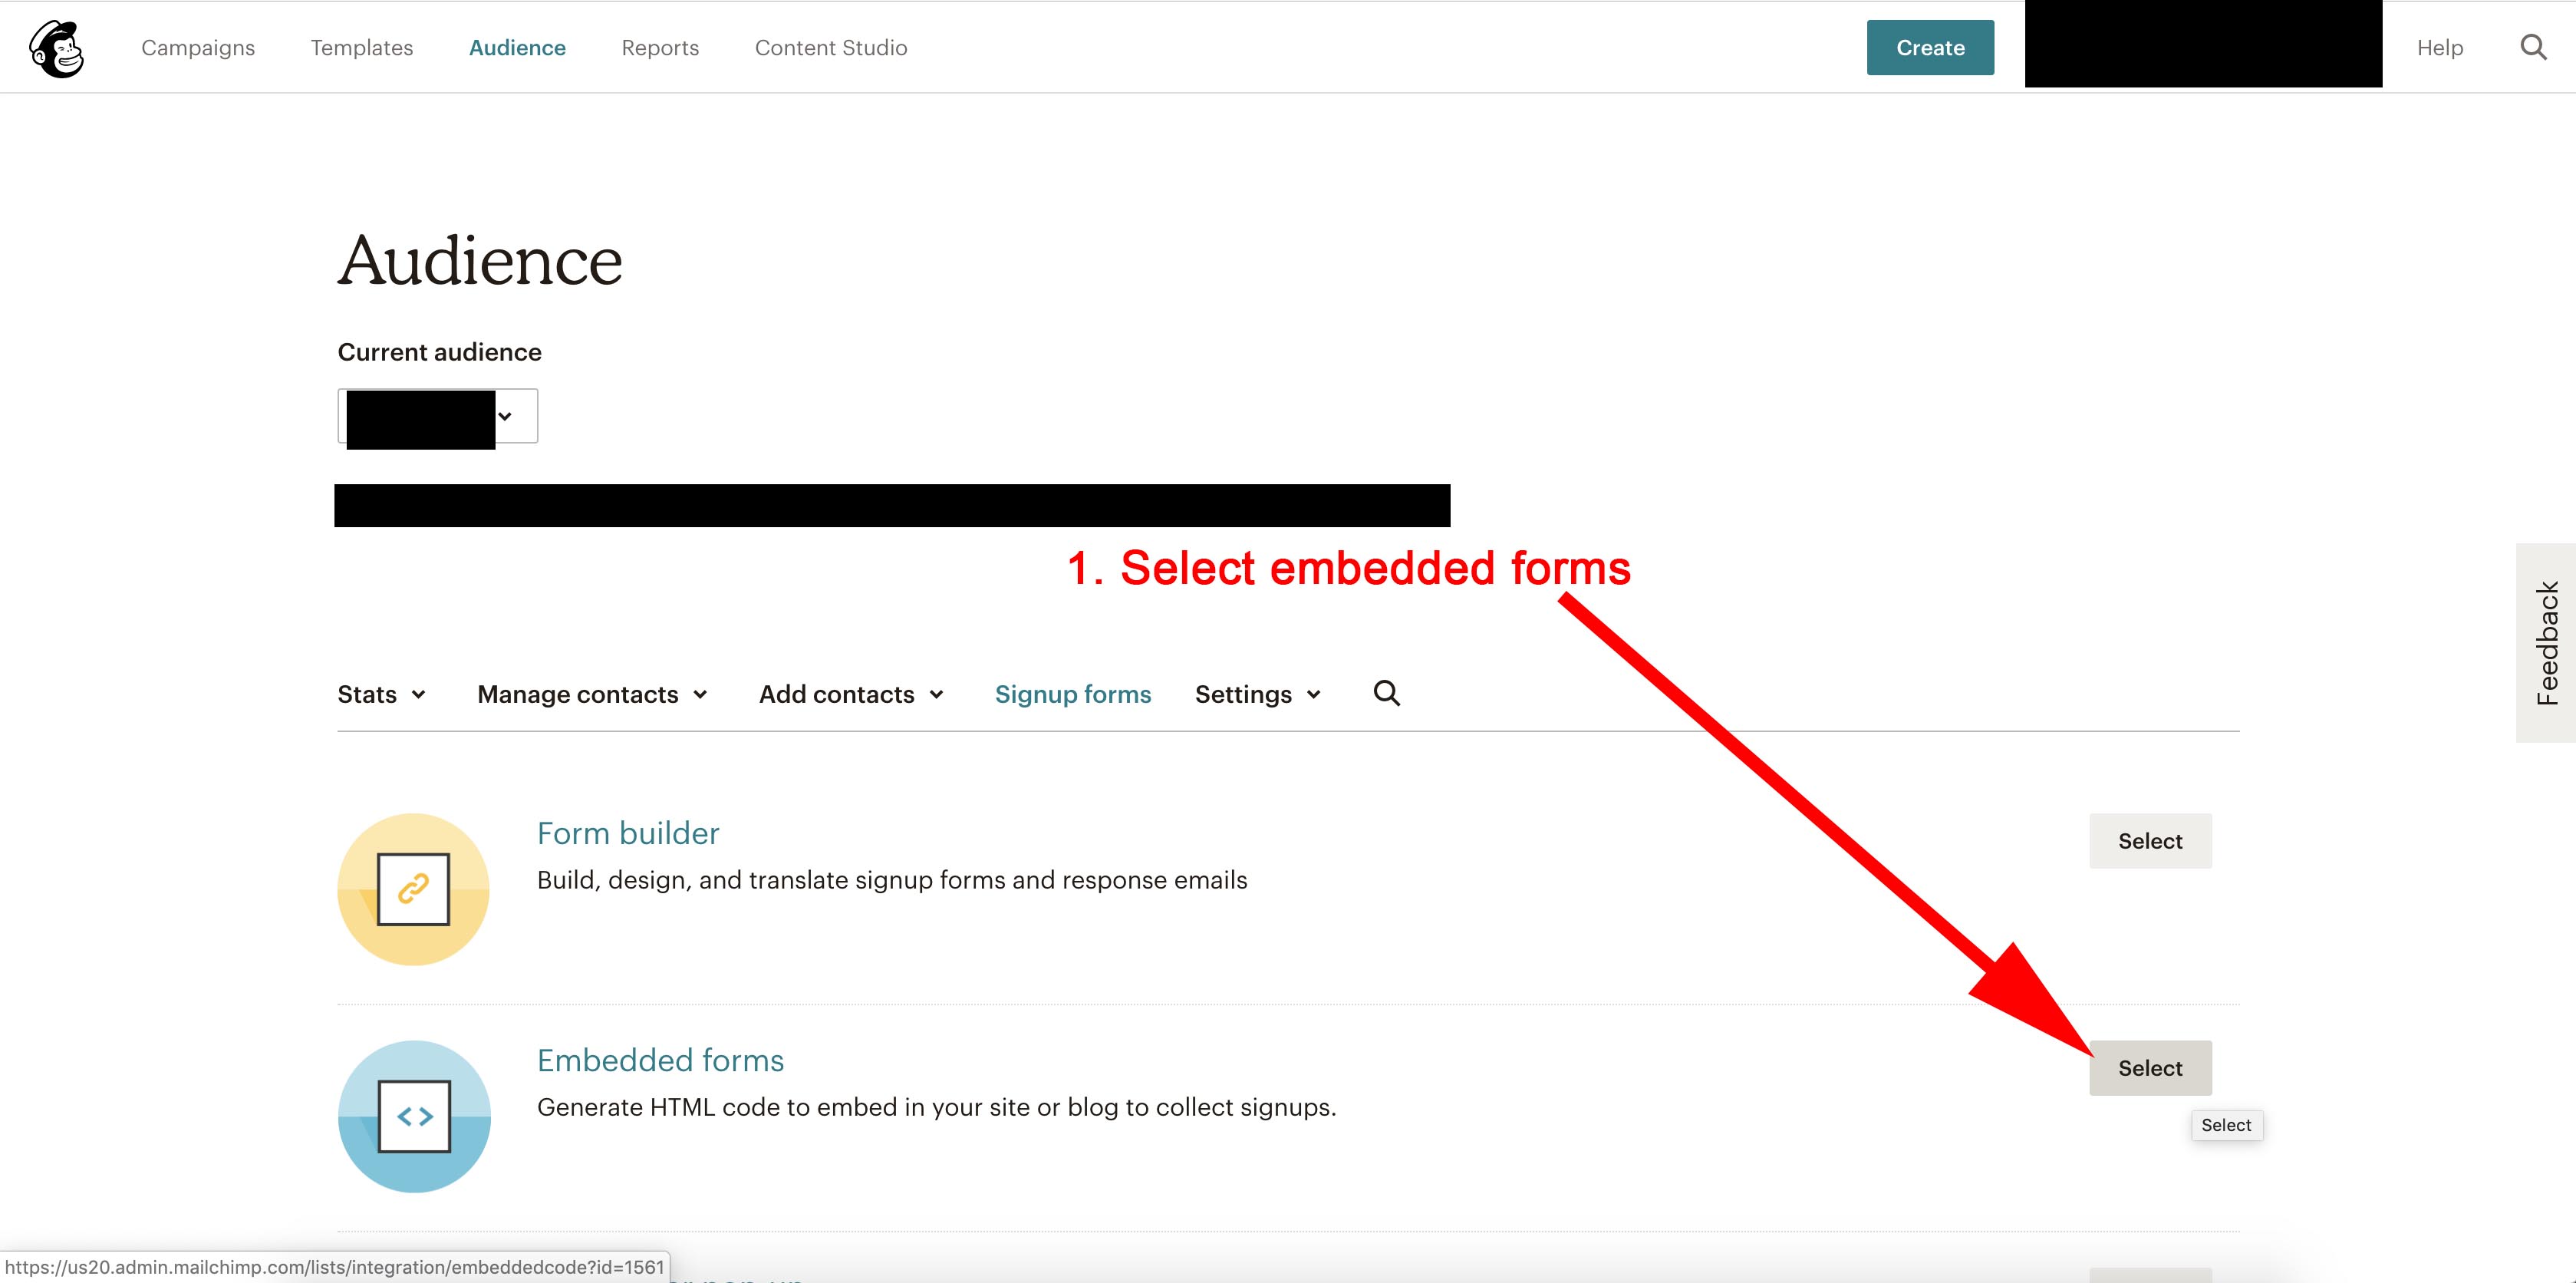 Campaigns Templates Audience Reports Content Studio Create Help
Audience
Current audience
1. Select embedded forms
Feedback
Stats Manage contacts Add contacts Signup forms Settings
Form builder
Select
Build, design, and translate signup forms and response emails
Embedded forms
Select
Generate HTML code to embed in your site or blog to collect signups.
Select
https://us20.admin.mailchimp.com/lists/integration/embeddedcode?id=1561